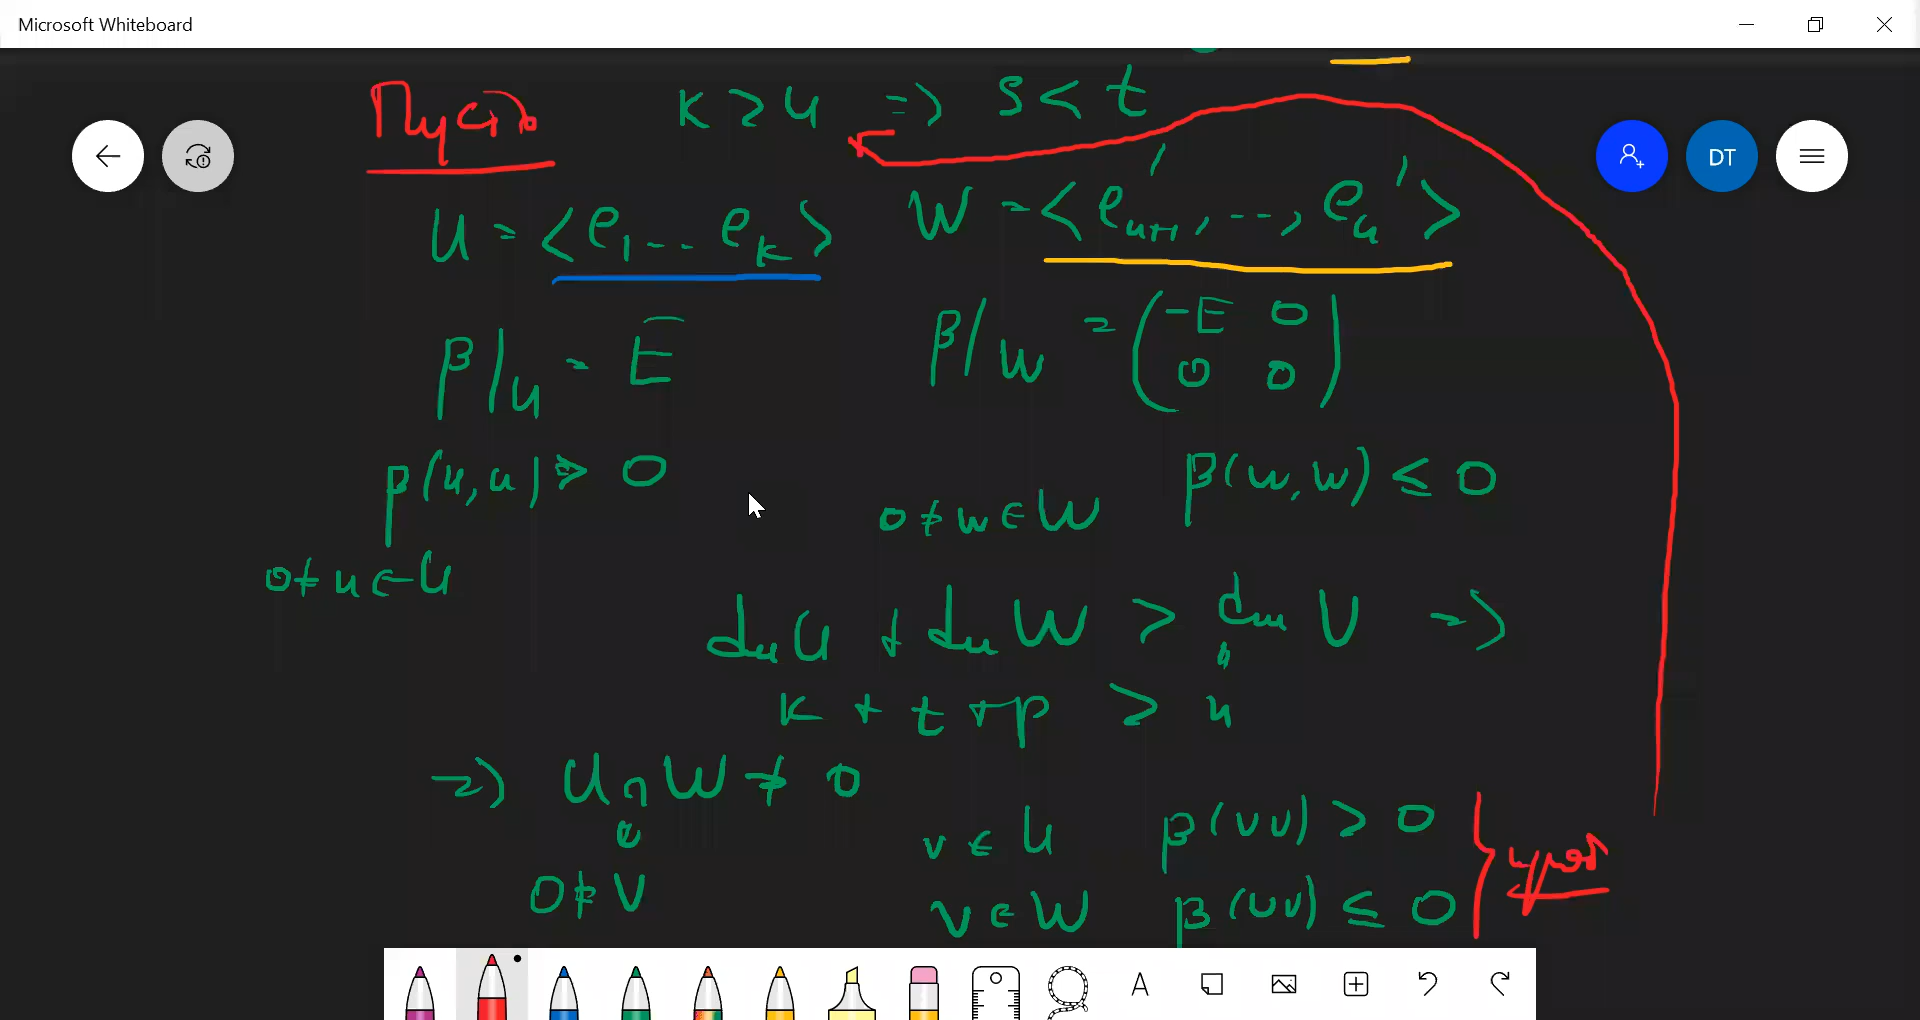 Microsoft Whiteboard
Пусть k > u => s < t
DT
U = <e₁ ... eₖ> W = <e'ᵤ₊₁, ..., e'ₙ>
β|ᵤ = E β|w = (-E 0
0 0)
β(u,u) > 0 β(w,w) ≤ 0
0 ≠ w ∈ W
0 ≠ u ∈ U
dim U + dim W > dim V =>
k + t + p > n
=> U ∩ W ≠ 0
0 ≠ v
v ∈ U β(v v) > 0
v ∈ W β(v v) ≤ 0
A